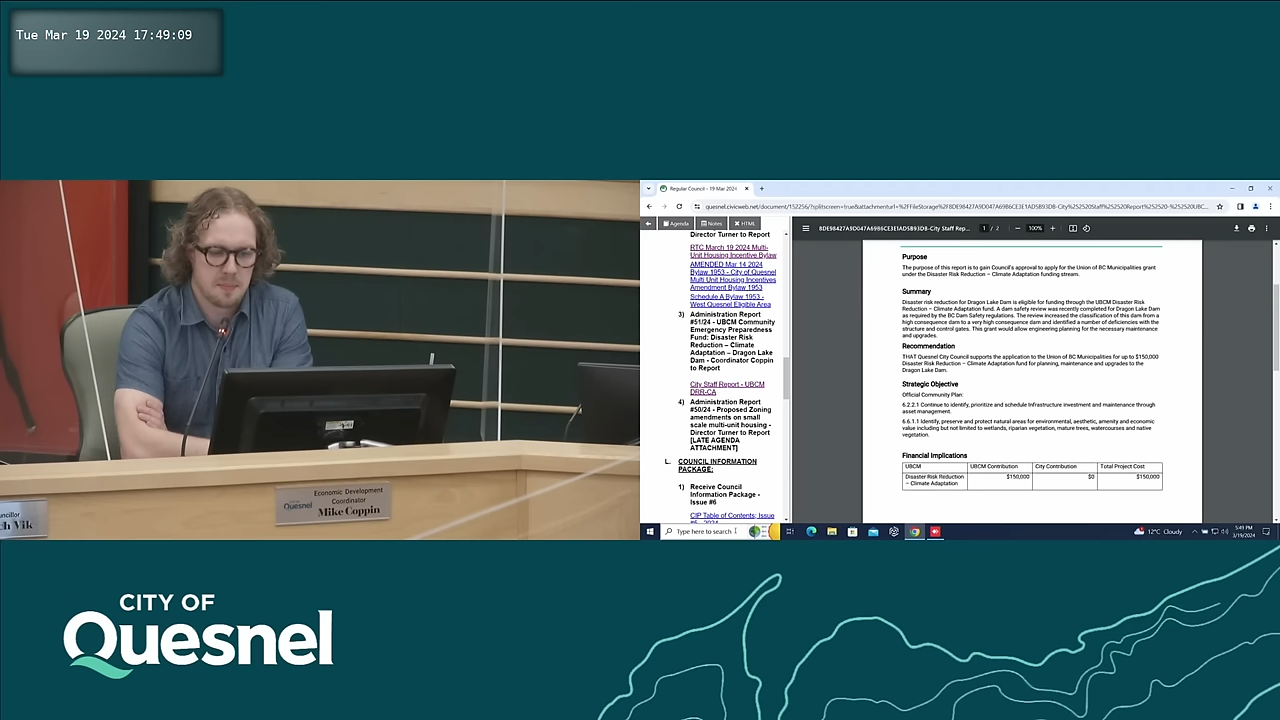 Tue Mar 19 2024 17:49:09
Regular Council - 19 Mar 2024
Agenda
Notes
HTML
Director Turner to Report
RTC March 19 2024 Multi-
Unit Housing Incentive Bylaw
AMENDED Mar 14 2024
Bylaw 1953 - City of Quesnel
Multi Unit Housing Incentives
Amendment Bylaw 1953
Schedule A Bylaw 1953 -
West Quesnel Eligible Area
3) Administration Report
#51/24 - UBCM Community
Emergency Preparedness
Fund: Disaster Risk
Reduction – Climate
Adaptation – Dragon Lake
Dam - Coordinator Coppin
to Report
City Staff Report - UBCM
DRR-CA
4) Administration Report
#50/24 - Proposed Zoning
amendments on small
scale multi-unit housing -
Director Turner to Report
[LATE AGENDA
ATTACHMENT]
L. COUNCIL INFORMATION
PACKAGE:
1) Receive Council
Information Package -
Issue #6
CIP Table of Contents; Issue
1 / 2
100%
Purpose
The purpose of this report is to gain Council's approval to apply for the Union of BC Municipalities grant
under the Disaster Risk Reduction – Climate Adaptation funding stream.
Summary
Disaster risk reduction for Dragon Lake Dam is eligible for funding through the UBCM Disaster Risk
Reduction – Climate Adaptation fund. A dam safety review was recently completed for Dragon Lake Dam
as required by the BC Dam Safety regulations. The review increased the classification of this dam from a
high consequence dam to a very high consequence dam and identified a number of deficiencies with the
structure and control gates. This grant would allow engineering planning for the necessary maintenance
and upgrades.
Recommendation
THAT Quesnel City Council supports the application to the Union of BC Municipalities for up to $150,000
Disaster Risk Reduction – Climate Adaptation fund for planning, maintenance and upgrades to the
Dragon Lake Dam.
Strategic Objective
Official Community Plan:
6.2.2.1 Continue to identify, prioritize and schedule Infrastructure investment and maintenance through
asset management.
6.6.1.1 Identify, preserve and protect natural areas for environmental, aesthetic, amenity and economic
value including but not limited to wetlands, riparian vegetation, mature trees, watercourses and native
vegetation.
Financial Implications
UBCM UBCM Contribution City Contribution Total Project Cost
Disaster Risk Reduction $150,000 $0 $150,000
– Climate Adaptation
Type here to search
12°C Cloudy
5:49 PM
3/19/2024
Quesnel
Economic Development
Coordinator
Mike Coppin
CITY OF
Quesnel